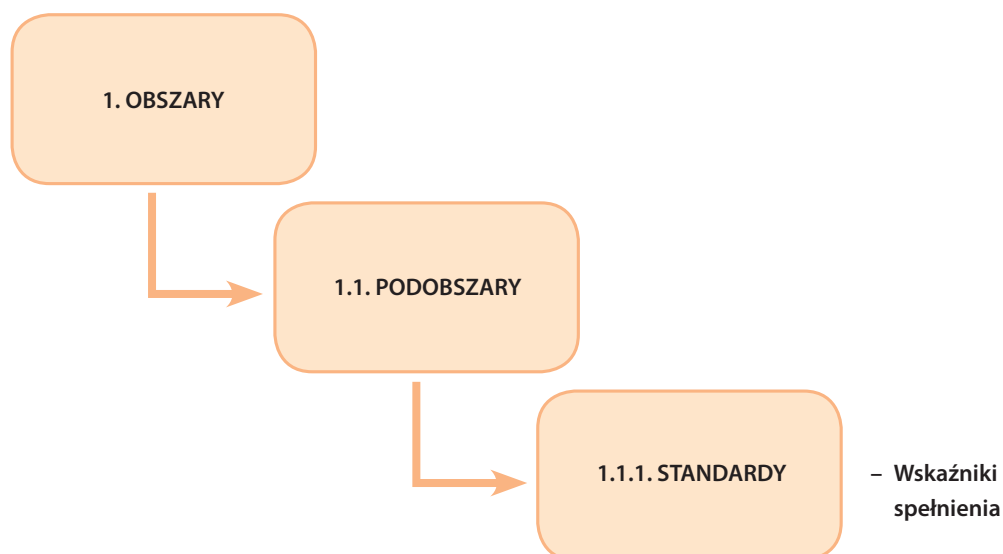 1. OBSZARY
1.1. PODOBSZARY
1.1.1. STANDARDY
– Wskaźniki
spełnienia